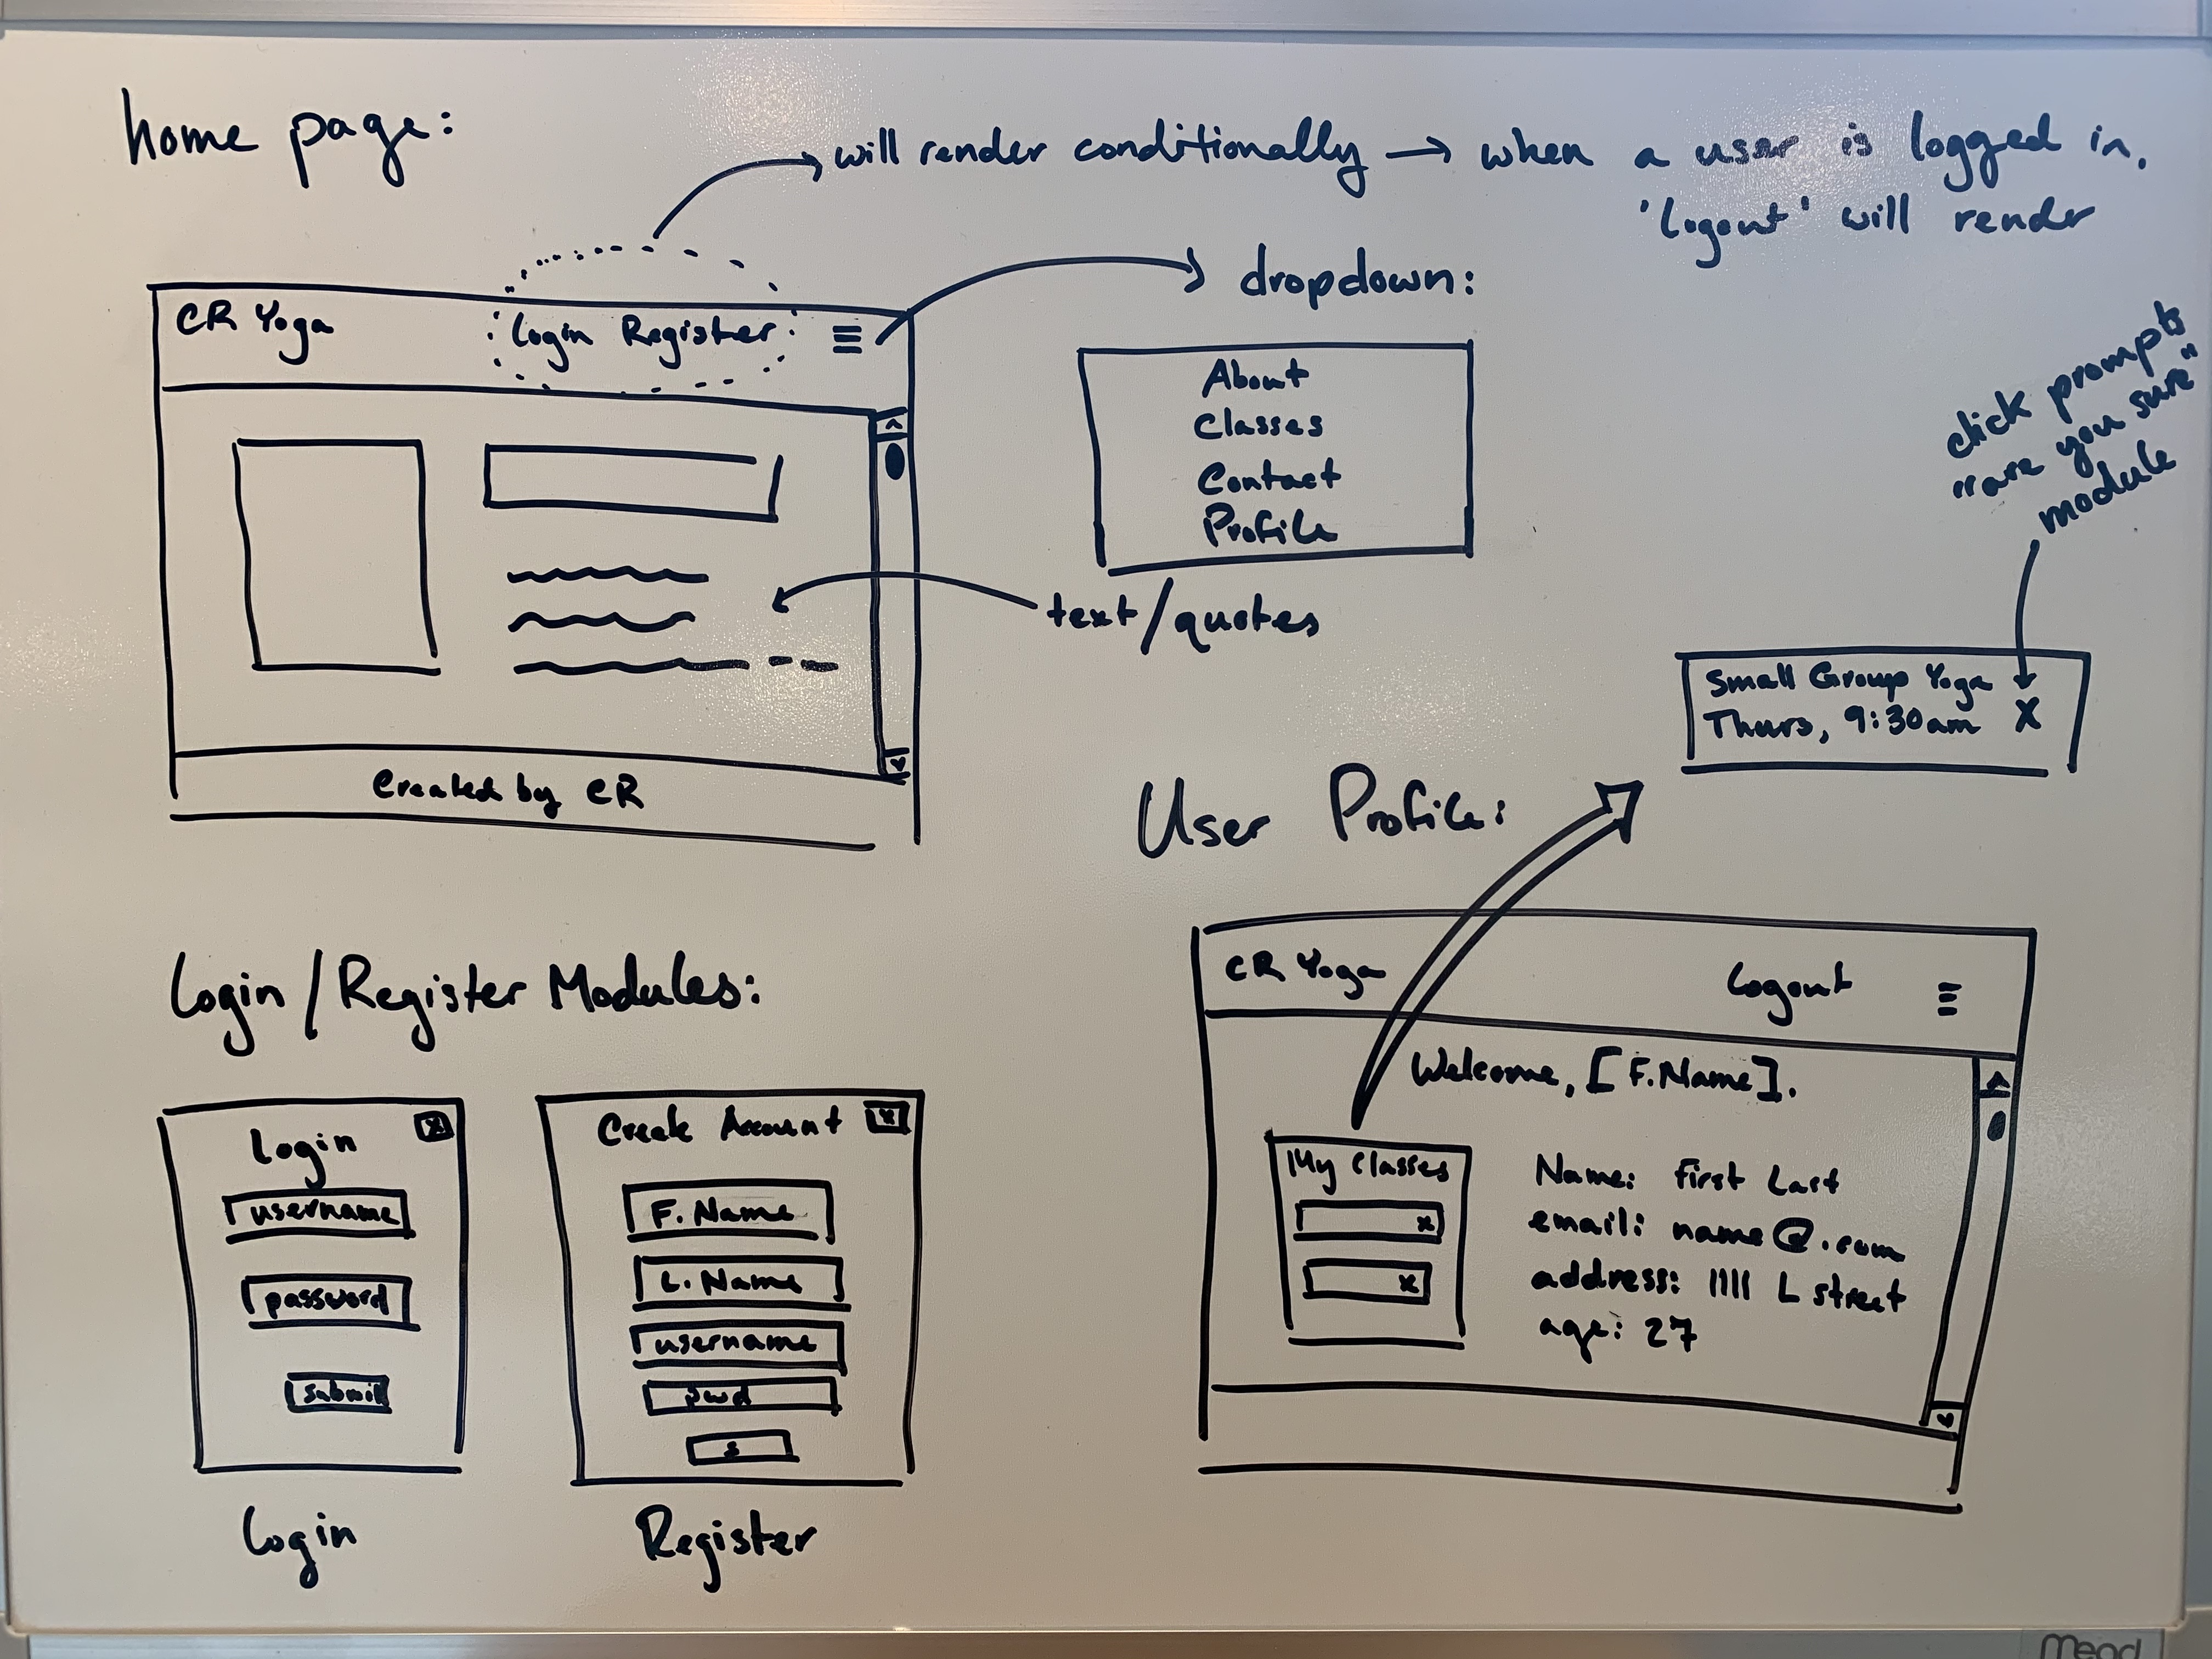 home page:
will render conditionally → when a user is logged in,
'logout' will render
CR Yoga
Login Register
dropdown:
About
Classes
Contact
Profile
text/quotes
Created by CR
click prompts
"are you sure"
module
Small Group Yoga
Thurs, 9:30am X
User Profile:
CR Yoga
Logout
Welcome, [F.Name].
My Classes
x
x
Name: First Last
email: name@.com
address: 1111 L street
age: 27
Login/Register Modules:
Login
x
username
password
submit
Login
Create Account
x
F. Name
L. Name
username
pwd
s
Register
Mead